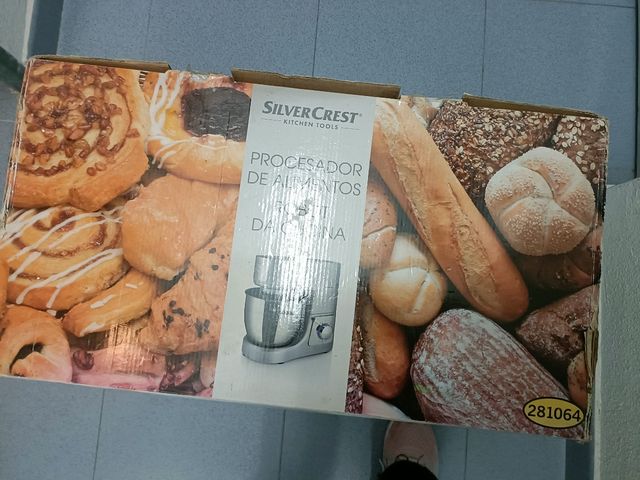 SILVERCREST®
KITCHEN TOOLS
PROCESADOR
DE ALIMENTOS
281064